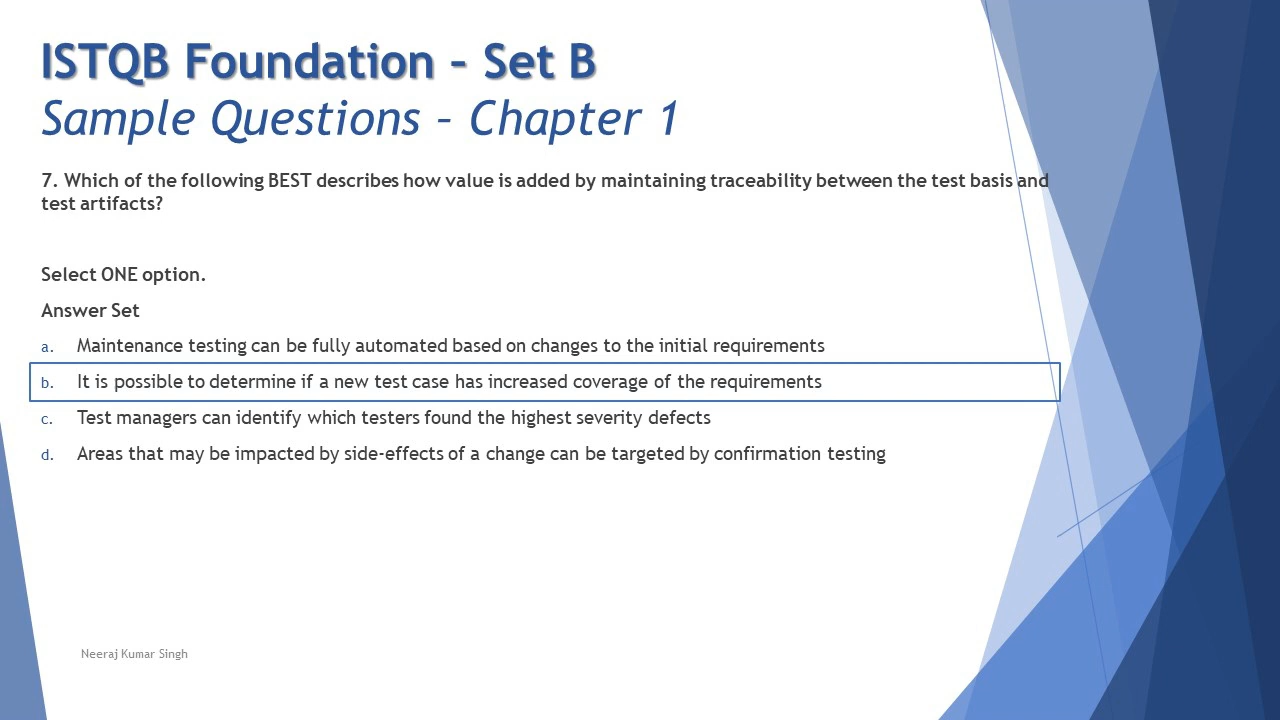 ISTQB Foundation – Set B
Sample Questions – Chapter 1
7. Which of the following BEST describes how value is added by maintaining traceability between the test basis and
test artifacts?
Select ONE option.
Answer Set
a. Maintenance testing can be fully automated based on changes to the initial requirements
b. It is possible to determine if a new test case has increased coverage of the requirements
c. Test managers can identify which testers found the highest severity defects
d. Areas that may be impacted by side-effects of a change can be targeted by confirmation testing
Neeraj Kumar Singh